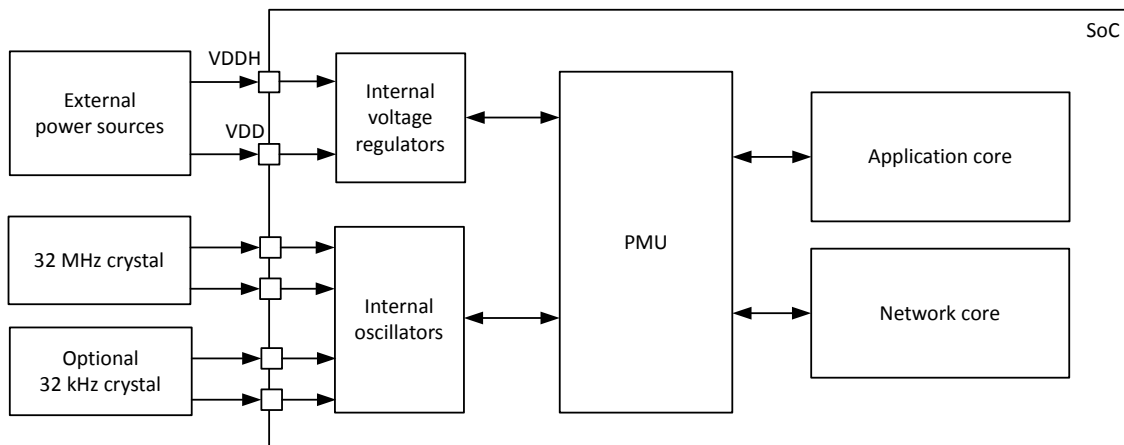 SoC
VDDH
External
power sources
VDD
Internal
voltage
regulators
Application core
PMU
32 MHz crystal
Internal
oscillators
Network core
Optional
32 kHz crystal